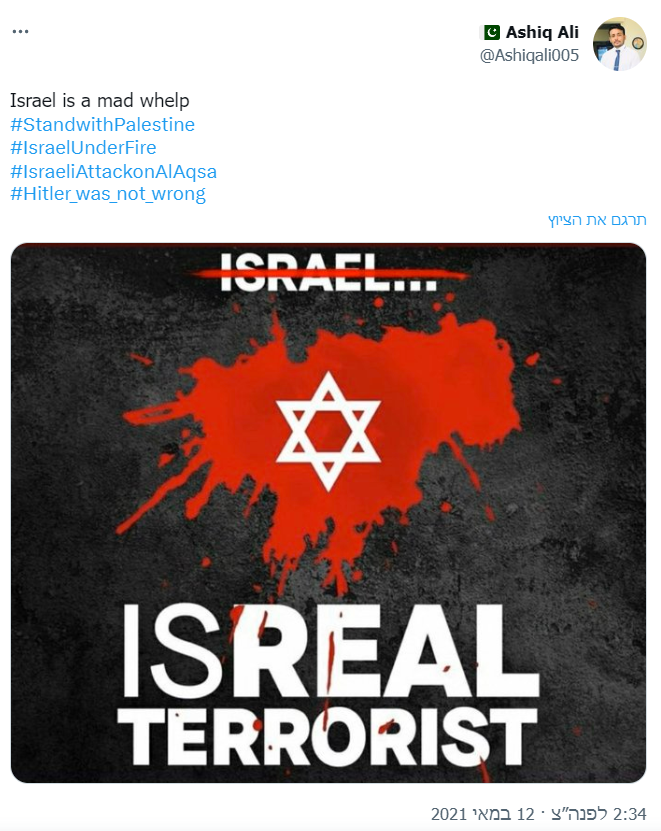 Ashiq Ali
@Ashiqali005
Israel is a mad whelp
#StandwithPalestine
#IsraelUnderFire
#IsraeliAttackonAlAqsa
#Hitler_was_not_wrong
תרגם את הציוץ
ISRAEL...
ISREAL
TERRORIST
2:34 לפנה״צ · 12 במאי 2021